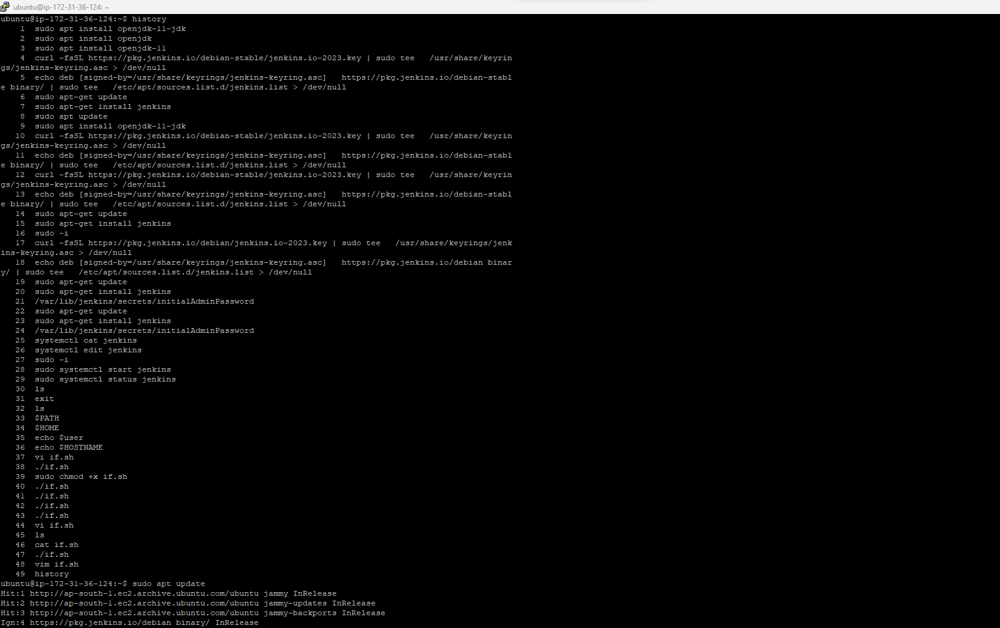 ubuntu@ip-172-31-36-124: ~
ubuntu@ip-172-31-36-124:~$ history
    1  sudo apt install openjdk-11-jdk
    2  sudo apt install openjdk
    3  sudo apt install openjdk-11
    4  curl -fsSL https://pkg.jenkins.io/debian-stable/jenkins.io-2023.key | sudo tee   /usr/share/keyrin
gs/jenkins-keyring.asc > /dev/null
    5  echo deb [signed-by=/usr/share/keyrings/jenkins-keyring.asc]   https://pkg.jenkins.io/debian-stabl
e binary/ | sudo tee   /etc/apt/sources.list.d/jenkins.list > /dev/null
    6  sudo apt-get update
    7  sudo apt-get install jenkins
    8  sudo apt update
    9  sudo apt install openjdk-11-jdk
   10  curl -fsSL https://pkg.jenkins.io/debian-stable/jenkins.io-2023.key | sudo tee   /usr/share/keyrin
gs/jenkins-keyring.asc > /dev/null
   11  echo deb [signed-by=/usr/share/keyrings/jenkins-keyring.asc]   https://pkg.jenkins.io/debian-stabl
e binary/ | sudo tee   /etc/apt/sources.list.d/jenkins.list > /dev/null
   12  curl -fsSL https://pkg.jenkins.io/debian-stable/jenkins.io-2023.key | sudo tee   /usr/share/keyrin
gs/jenkins-keyring.asc > /dev/null
   13  echo deb [signed-by=/usr/share/keyrings/jenkins-keyring.asc]   https://pkg.jenkins.io/debian-stabl
e binary/ | sudo tee   /etc/apt/sources.list.d/jenkins.list > /dev/null
   14  sudo apt-get update
   15  sudo apt-get install jenkins
   16  sudo -i
   17  curl -fsSL https://pkg.jenkins.io/debian/jenkins.io-2023.key | sudo tee   /usr/share/keyrings/jenk
ins-keyring.asc > /dev/null
   18  echo deb [signed-by=/usr/share/keyrings/jenkins-keyring.asc]   https://pkg.jenkins.io/debian binar
y/ | sudo tee   /etc/apt/sources.list.d/jenkins.list > /dev/null
   19  sudo apt-get update
   20  sudo apt-get install jenkins
   21  /var/lib/jenkins/secrets/initialAdminPassword
   22  sudo apt-get update
   23  sudo apt-get install jenkins
   24  /var/lib/jenkins/secrets/initialAdminPassword
   25  systemctl cat jenkins
   26  systemctl edit jenkins
   27  sudo -i
   28  sudo systemctl start jenkins
   29  sudo systemctl status jenkins
   30  ls
   31  exit
   32  ls
   33  $PATH
   34  $HOME
   35  echo $user
   36  echo $HOSTNAME
   37  vi if.sh
   38  ./if.sh
   39  sudo chmod +x if.sh
   40  ./if.sh
   41  ./if.sh
   42  ./if.sh
   43  ./if.sh
   44  vi if.sh
   45  ls
   46  cat if.sh
   47  ./if.sh
   48  vim if.sh
   49  history
ubuntu@ip-172-31-36-124:~$ sudo apt update
Hit:1 http://ap-south-1.ec2.archive.ubuntu.com/ubuntu jammy InRelease
Hit:2 http://ap-south-1.ec2.archive.ubuntu.com/ubuntu jammy-updates InRelease
Hit:3 http://ap-south-1.ec2.archive.ubuntu.com/ubuntu jammy-backports InRelease
Ign:4 https://pkg.jenkins.io/debian binary/ InRelease